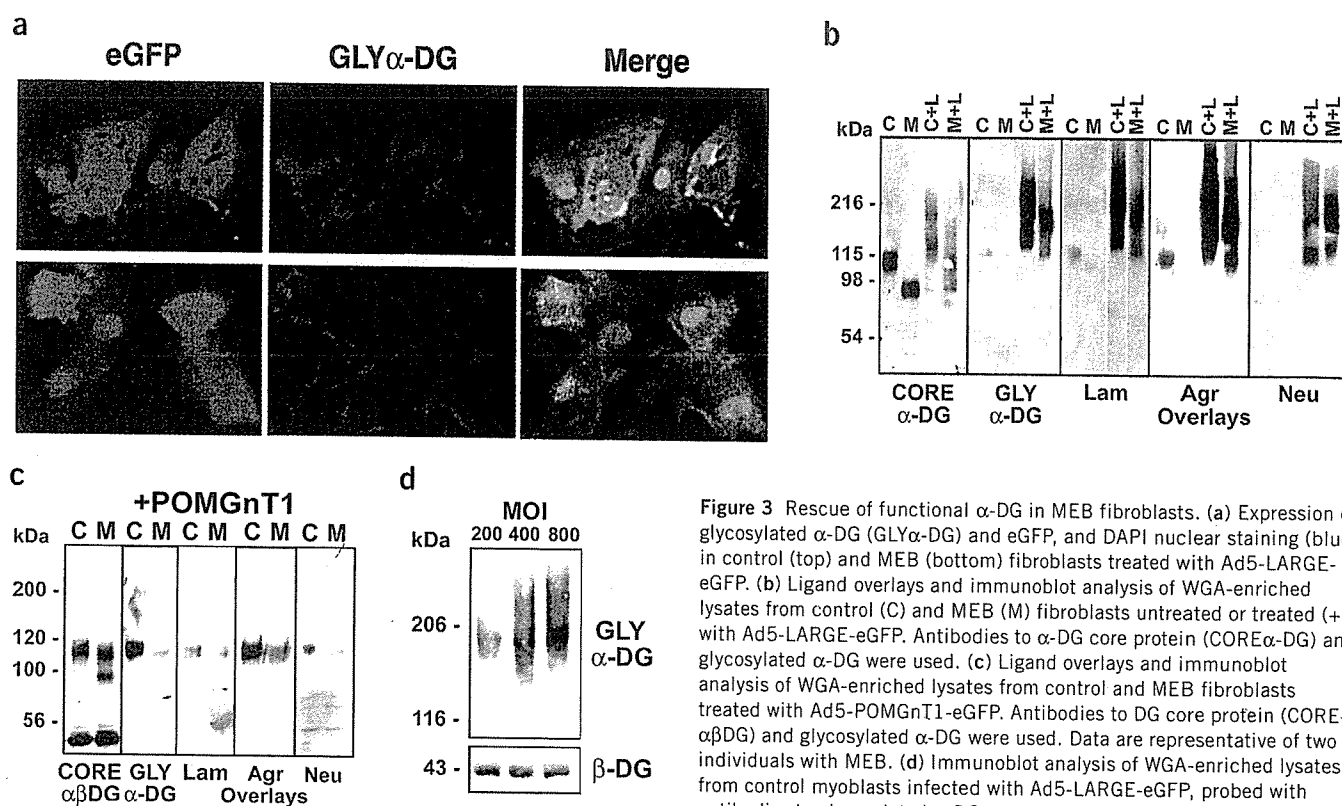 a
eGFP GLYα-DG Merge
b
kDa C M C+L M+L C M C+L M+L C M C+L M+L C M C+L M+L C M C+L M+L
216 -
115 -
98 -
54 -
CORE GLY Lam Agr Neu
α-DG α-DG Overlays
c
+POMGnT1
kDa C M C M C M C M C M
200 -
120 -
100 -
56 -
CORE GLY Lam Agr Neu
αβDG α-DG Overlays
d
MOI
kDa 200 400 800
206 -
GLY
α-DG
116 -
43 - β-DG
Figure 3 Rescue of functional α-DG in MEB fibroblasts. (a) Expression
glycosylated α-DG (GLYα-DG) and eGFP, and DAPI nuclear staining (blu
in control (top) and MEB (bottom) fibroblasts treated with Ad5-LARGE-
eGFP. (b) Ligand overlays and immunoblot analysis of WGA-enriched
lysates from control (C) and MEB (M) fibroblasts untreated or treated (+
with Ad5-LARGE-eGFP. Antibodies to α-DG core protein (COREα-DG) an
glycosylated α-DG were used. (c) Ligand overlays and immunoblot
analysis of WGA-enriched lysates from control and MEB fibroblasts
treated with Ad5-POMGnT1-eGFP. Antibodies to DG core protein (CORE-
αβDG) and glycosylated α-DG were used. Data are representative of two
individuals with MEB. (d) Immunoblot analysis of WGA-enriched lysates
from control myoblasts infected with Ad5-LARGE-eGFP, probed with